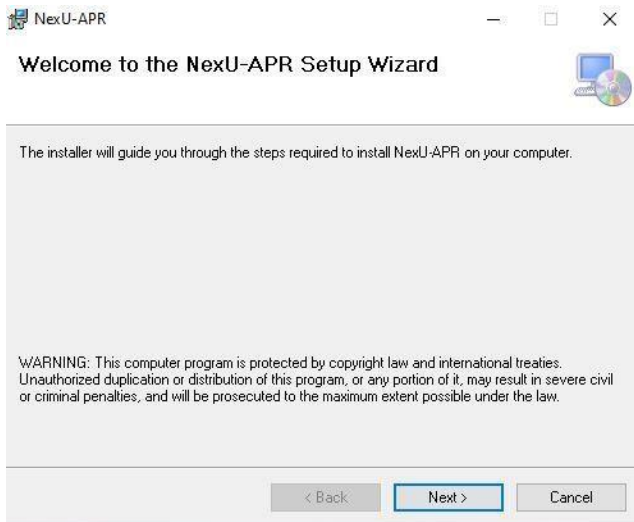 NexU-APR
Welcome to the NexU-APR Setup Wizard
The installer will guide you through the steps required to install NexU-APR on your computer.
WARNING: This computer program is protected by copyright law and international treaties.
Unauthorized duplication or distribution of this program, or any portion of it, may result in severe civil
or criminal penalties, and will be prosecuted to the maximum extent possible under the law.
< Back
Next >
Cancel